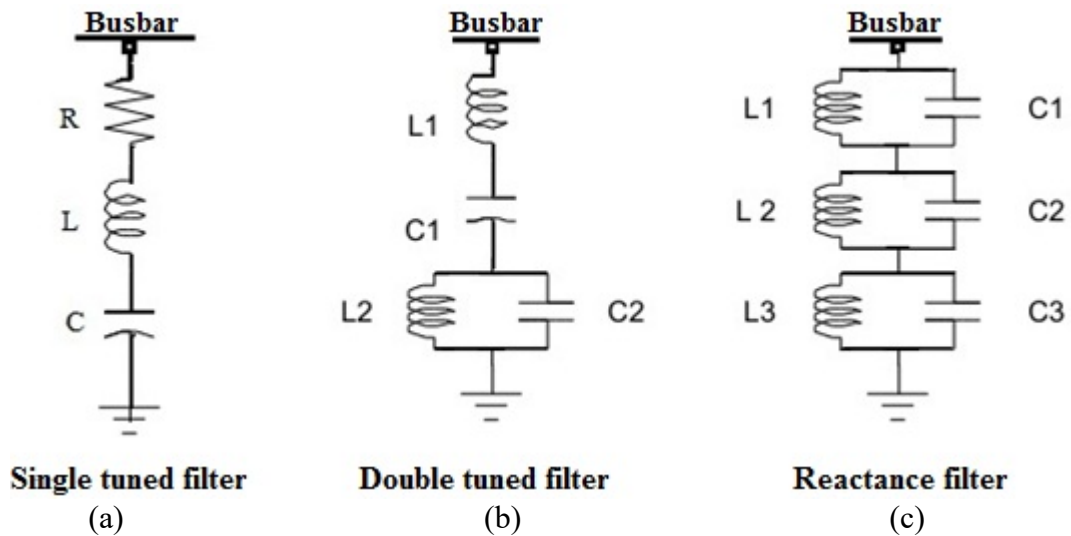 Busbar
R
L
C
Single tuned filter
(a)
Busbar
L1
C1
L2
C2
Double tuned filter
(b)
Busbar
L1
C1
L 2
C2
L3
C3
Reactance filter
(c)